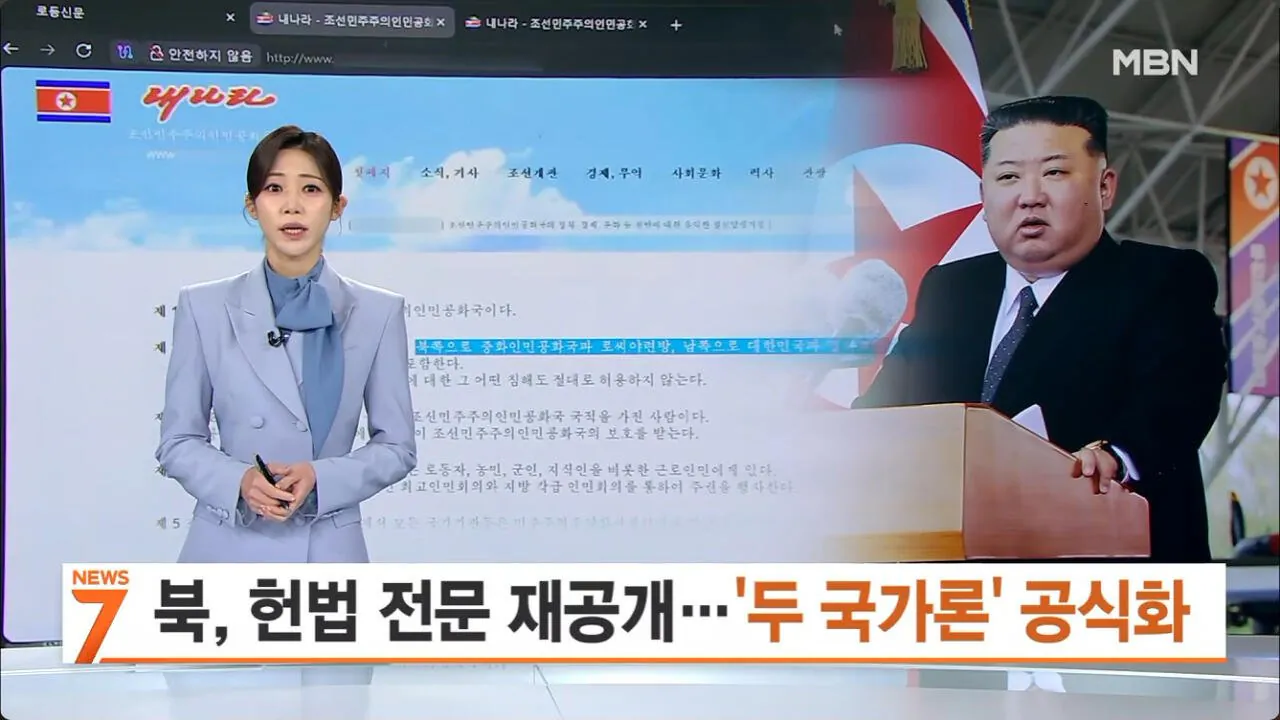 로동신문
내나라 - 조선민주주의인민공화
내나라 - 조선민주주의인민공화
안전하지 않음 http://www.
MBN
내나라
www
첫페지 소식, 기사 조선개관 경제, 무역 사회문화 력사 관광
인민공화국이다.
북쪽으로 중화인민공화국과 로씨야련방, 남쪽으로 대한민국과
포함한다.
에 대한 그 어떤 침해도 절대로 허용하지 않는다.
조선민주주의인민공화국 국적을 가진 사람이다.
이 조선민주주의인민공화국의 보호를 받는다.
은 로동자, 농민, 군인, 지식인을 비롯한 근로인민에게 있다.
최고인민회의와 지방 각급 인민회의를 통하여 주권을 행사한다.
제 5
NEWS
7
북, 헌법 전문 재공개…'두 국가론' 공식화